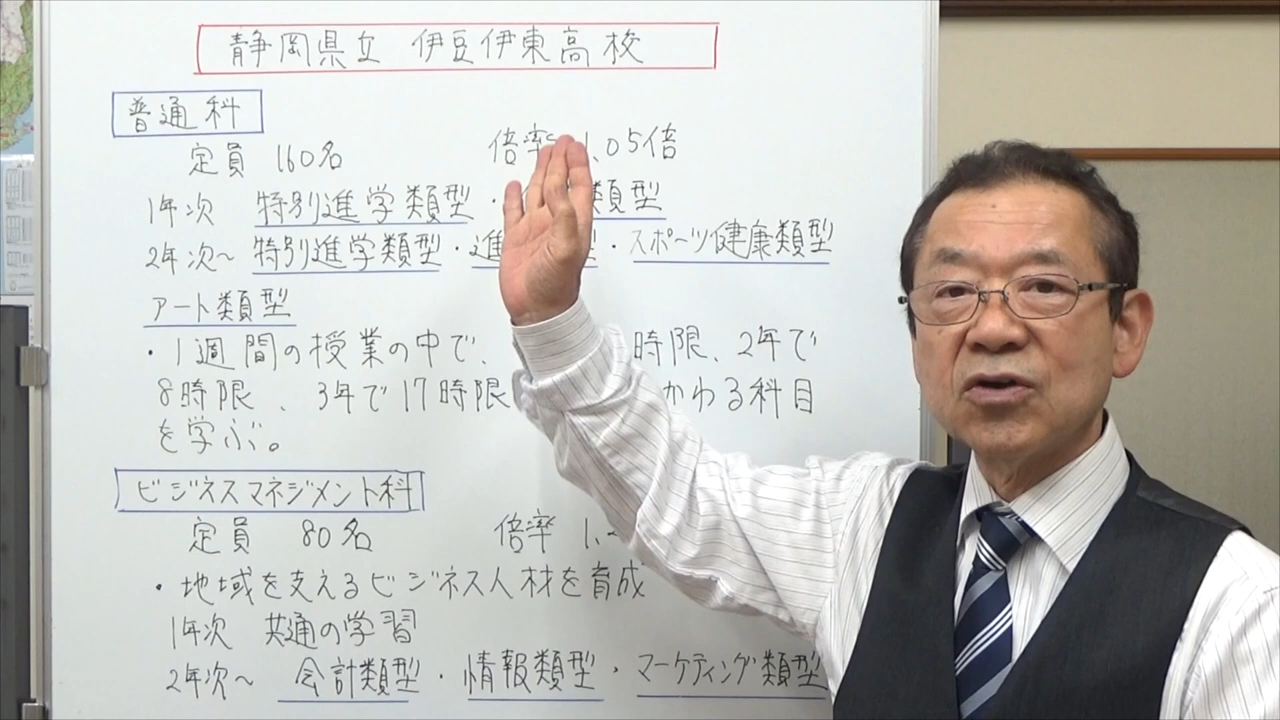 静岡県立 伊豆伊東高校
普通科
定員 160名 倍率 1.05倍
1年次 特別進学類型・類型
2年次〜 特別進学類型・進型・スポーツ健康類型
アート類型
・1週間の授業の中で、時限、2年で
8時限、3年で17時限かわる科目
を学ぶ。
ビジネスマネジメント科
定員 80名 倍率 1.
・地域を支えるビジネス人材を育成
1年次 共通の学習
2年次〜 会計類型・情報類型・マーケティング類型